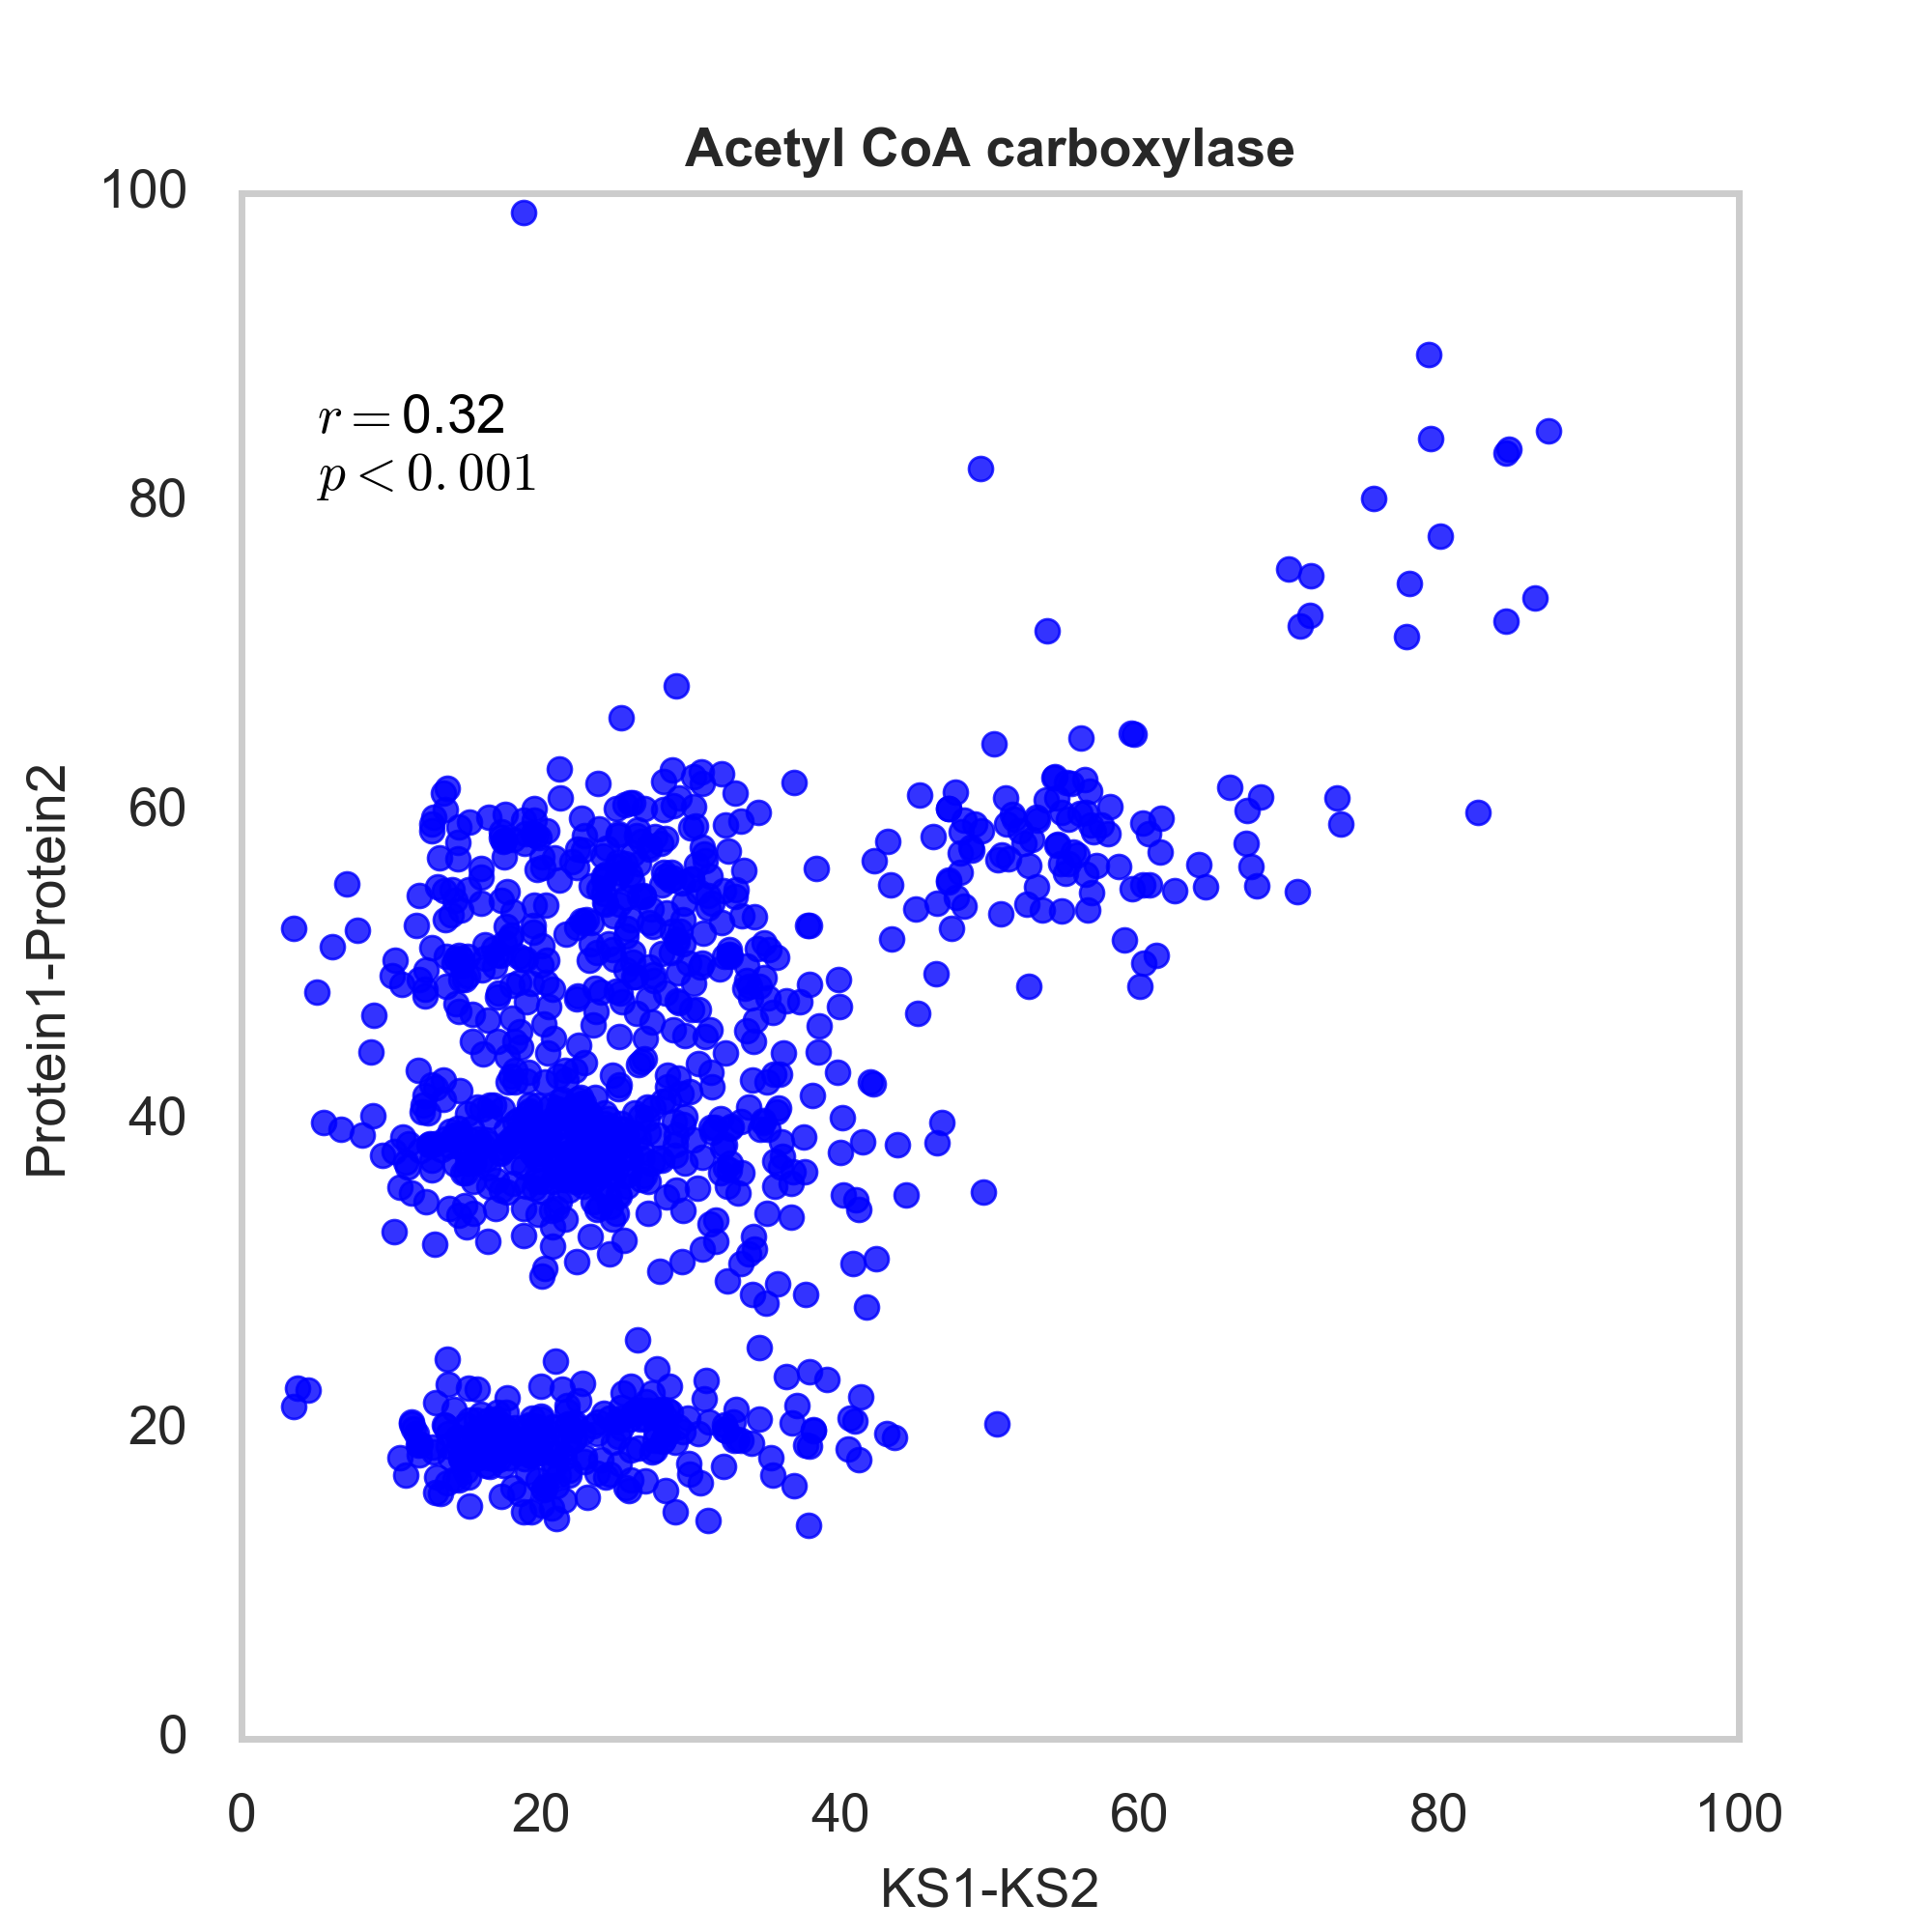 Acetyl CoA carboxylase
100
80
60
40
20
0
r = 0.32
p < 0.001
Protein1-Protein2
0 20 40 60 80 100
KS1-KS2